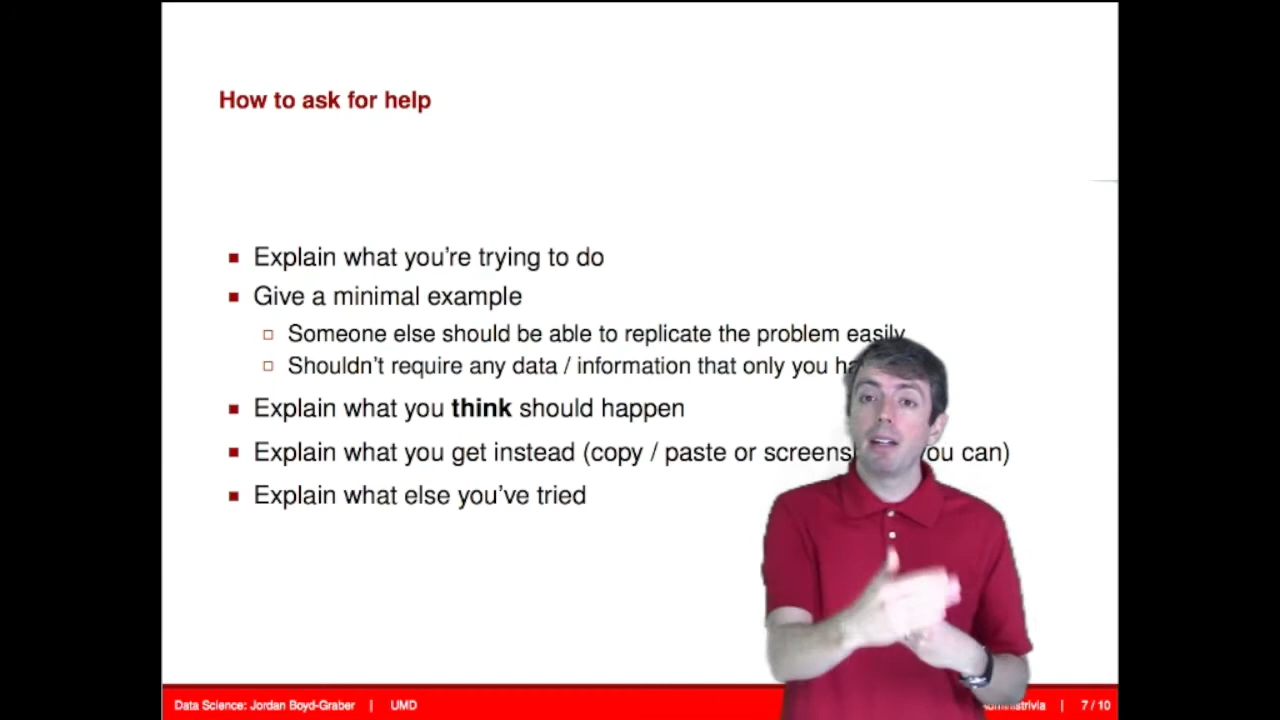 How to ask for help
Explain what you're trying to do
Give a minimal example
Someone else should be able to replicate the problem easily
Shouldn't require any data / information that only you
Explain what you think should happen
Explain what you get instead (copy / paste or can)
Explain what else you've tried
Data Science: Jordan Boyd-Graber | UMD | 7 / 10